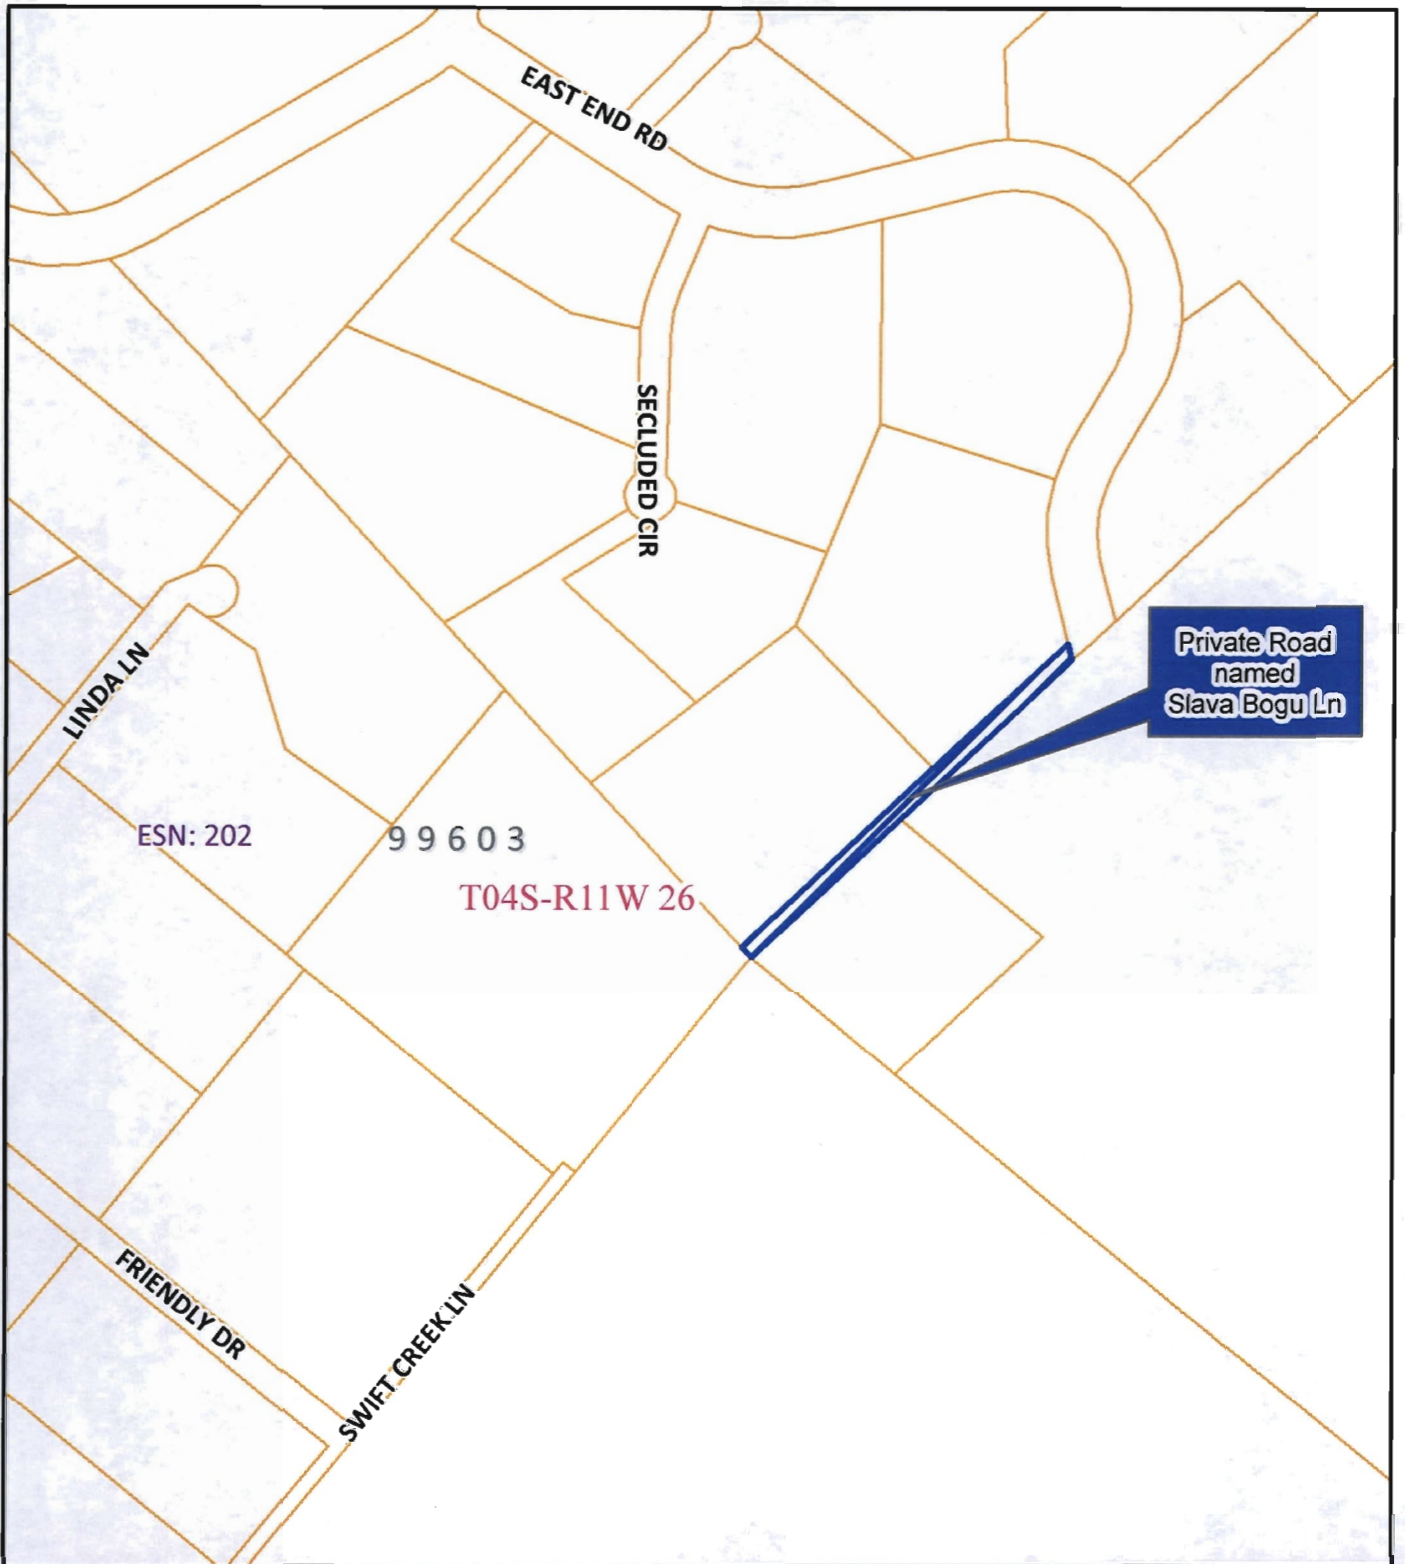 EAST END RD
SECLUDED CIR
Private Road
named
Slava Bogu Ln
LINDA LN
ESN: 202
99603
T04S-R11W 26
FRIENDLY DR
SWIFT CREEK LN